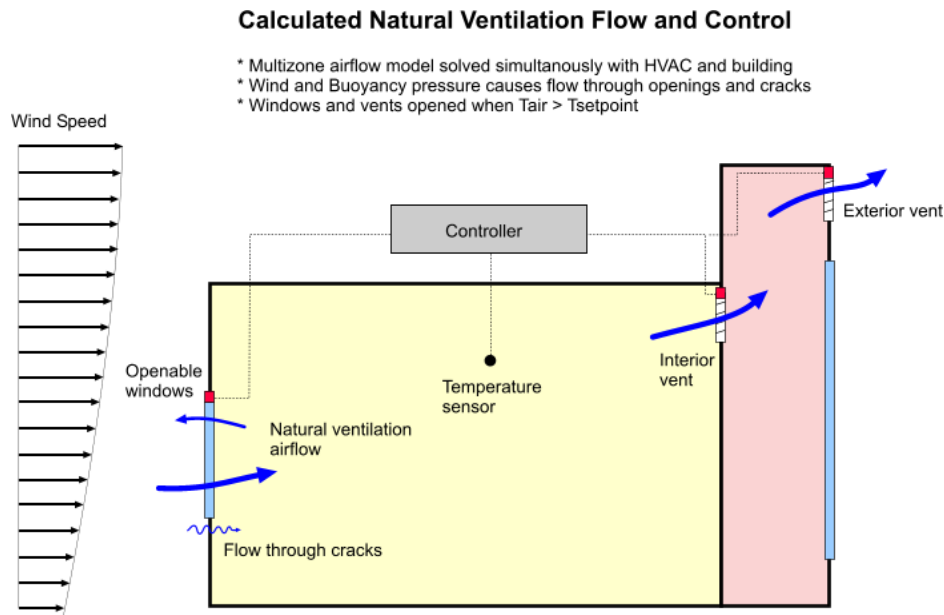 Calculated Natural Ventilation Flow and Control
* Multizone airflow model solved simultanously with HVAC and building
* Wind and Buoyancy pressure causes flow through openings and cracks
* Windows and vents opened when Tair > Tsetpoint
Wind Speed
Exterior vent
Controller
Openable
windows
Interior
vent
Temperature
sensor
Natural ventilation
airflow
Flow through cracks